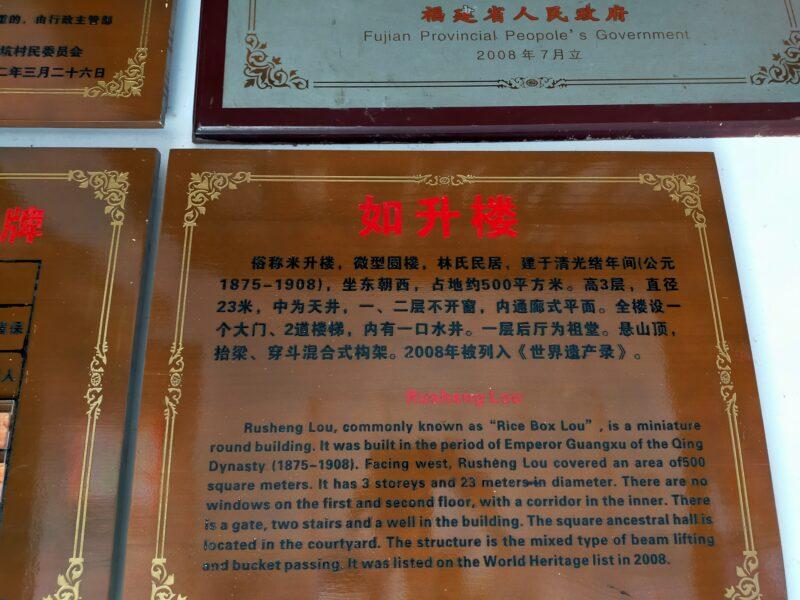 重的，由行政主管部
坑村民委员会
二年三月二十六日
福建省人民政府
Fujian Provincial Peopole's Government
2008年7月立
牌
人
如升楼
俗称米升楼，微型圆楼，林氏民居，建于清光绪年间(公元
1875-1908)，坐东朝西，占地约500平方米。高3层，直径
23米，中为天井，一、二层不开窗，内通廊式平面。全楼设一
个大门、2道楼梯，内有一口水井。一层后厅为祖堂。悬山顶，
抬梁、穿斗混合式构架。2008年被列入《世界遗产录》。
Rusheng Lou
Rusheng Lou, commonly known as "Rice Box Lou", is a miniature
round building. It was built in the period of Emperor Guangxu of the Qing
Dynasty (1875-1908). Facing west, Rusheng Lou covered an area of500
square meters. It has 3 storeys and 23 meters in diameter. There are no
windows on the first and second floor, with a corridor in the inner. There
is a gate, two stairs and a well in the building. The square ancestral hall is
located in the courtyard. The structure is the mixed type of beam lifting
and bucket passing. It was listed on the World Heritage list in 2008.